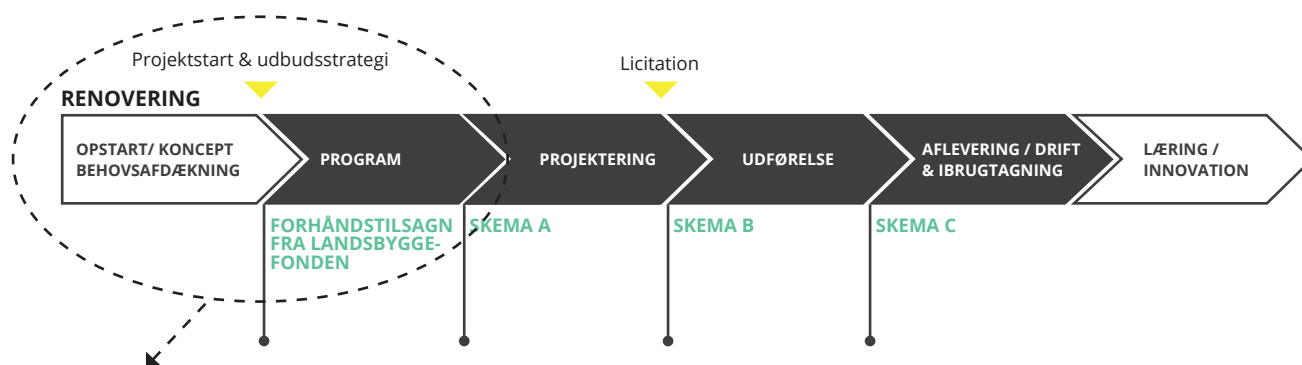 Projektstart & udbudsstrategi
Licitation
RENOVERING
OPSTART/ KONCEPT
BEHOVSAFDÆKNING
PROGRAM
PROJEKTERING
UDFØRELSE
AFLEVERING / DRIFT
& IBRUGTAGNING
LÆRING /
INNOVATION
FORHÅNDSTILSAGN
FRA LANDSBYGGE-
FONDEN
SKEMA A
SKEMA B
SKEMA C